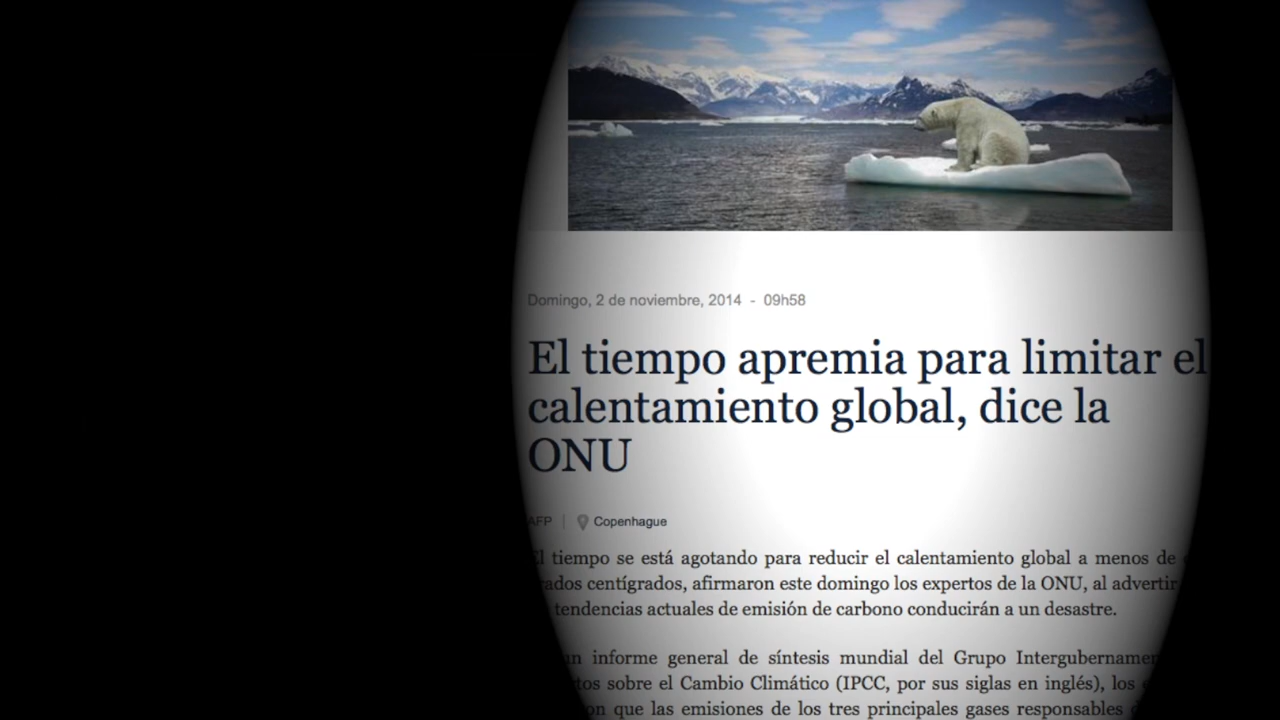 Domingo, 2 de noviembre, 2014 - 09h58
El tiempo apremia para limitar el
calentamiento global, dice la
ONU
AFP | Copenhague
El tiempo se está agotando para reducir el calentamiento global a menos de
centígrados, afirmaron este domingo los expertos de la ONU, al advertir
tendencias actuales de emisión de carbono conducirán a un desastre.
un informe general de síntesis mundial del Grupo
sobre el Cambio Climático (IPCC, por sus siglas en inglés), los
que las emisiones de los tres principales gases responsables